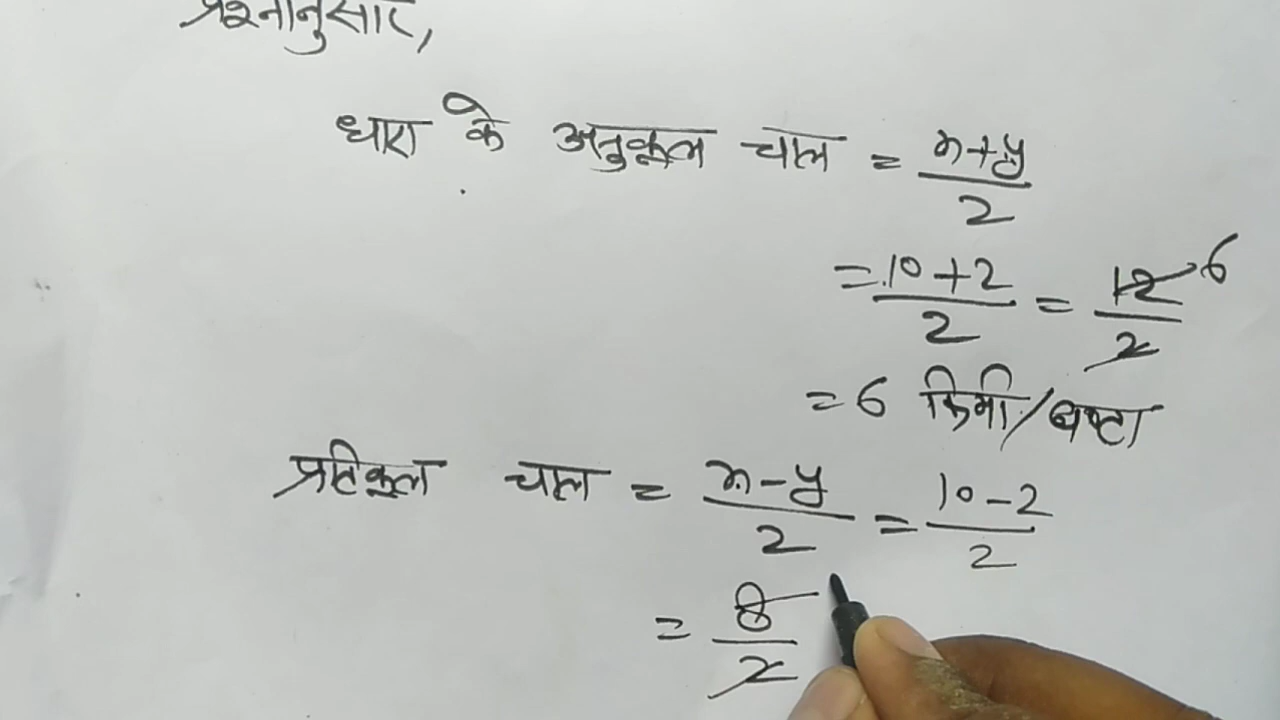 प्रश्नानुसार,
धारा के अनुकूल चाल = x+y/2
= 10+2/2 = 12/2 6
= 6 किमी/घण्टा
प्रतिकूल चाल = x-y/2 = 10-2/2
= 8/2